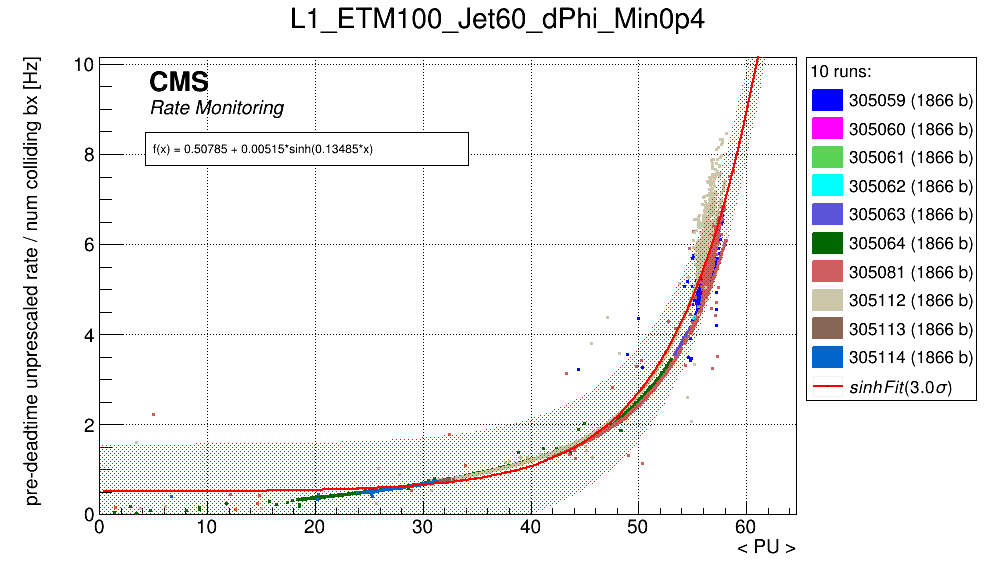 L1_ETM100_Jet60_dPhi_Min0p4
pre-deadtime unprescaled rate / num colliding bx [Hz]
10
8
6
4
2
0
CMS
Rate Monitoring
f(x) = 0.50785 + 0.00515*sinh(0.13485*x)
0 10 20 30 40 50 60
< PU >
10 runs:
305059 (1866 b)
305060 (1866 b)
305061 (1866 b)
305062 (1866 b)
305063 (1866 b)
305064 (1866 b)
305081 (1866 b)
305112 (1866 b)
305113 (1866 b)
305114 (1866 b)
sinhFit(3.0σ)